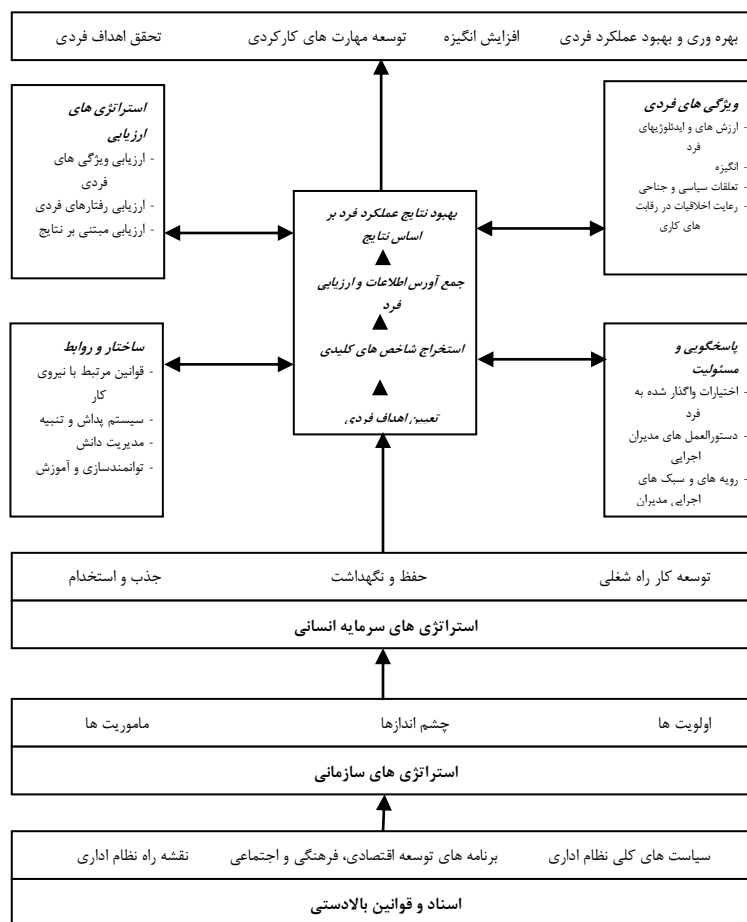 بهره وری و بهبود عملکرد فردی افزایش انگیزه توسعه مهارت های کارکردی تحقق اهداف فردی
ویژگی های فردی
- ارزش های و ایدئولوژیهای
فرد
- انگیزه
- تعلقات سیاسی و جناحی
- رعایت اخلاقیات در رقابت
های کاری
استراتژی های
ارزیابی
- ارزیابی ویژگی های
فردی
- ارزیابی رفتارهای فردی
- ارزیابی مبتنی بر نتایج
بهبود نتایج عملکرد فرد بر
اساس نتایج
جمع آورس اطلاعات و ارزیابی
فرد
استخراج شاخص های کلیدی
تعیین اهداف فردی
پاسخگویی و
مسئولیت
- اختیارات واگذار شده به
فرد
- دستورالعمل های مدیران
اجرایی
- رویه های و سبک های
اجرایی مدیران
ساختار و روابط
- قوانین مرتبط با نیروی
کار
- سیستم پداش و تنبیه
- مدیریت دانش
- توانمندسازی و آموزش
توسعه کار راه شغلی حفظ و نگهداشت جذب و استخدام
استراتژی های سرمایه انسانی
اولویت ها چشم اندازها ماموریت ها
استراتژی های سازمانی
سیاست های کلی نظام اداری برنامه های توسعه اقتصادی، فرهنگی و اجتماعی نقشه راه نظام اداری
اسناد و قوانین بالادستی